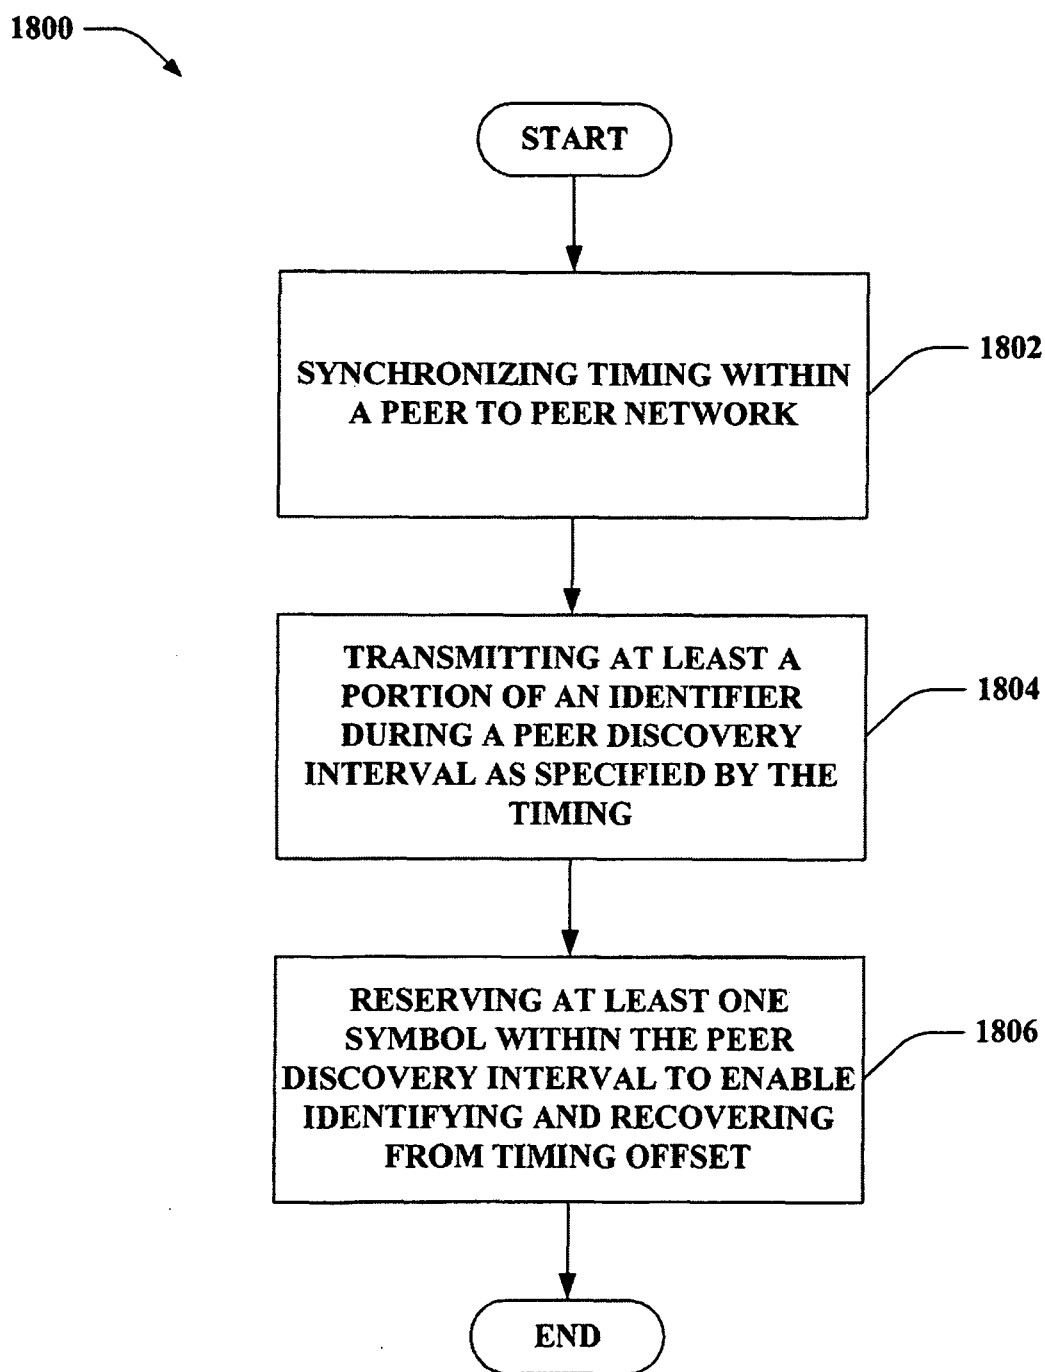 1800
START
SYNCHRONIZING TIMING WITHIN
A PEER TO PEER NETWORK
1802
TRANSMITTING AT LEAST A
PORTION OF AN IDENTIFIER
DURING A PEER DISCOVERY
INTERVAL AS SPECIFIED BY THE
TIMING
1804
RESERVING AT LEAST ONE
SYMBOL WITHIN THE PEER
DISCOVERY INTERVAL TO ENABLE
IDENTIFYING AND RECOVERING
FROM TIMING OFFSET
1806
END